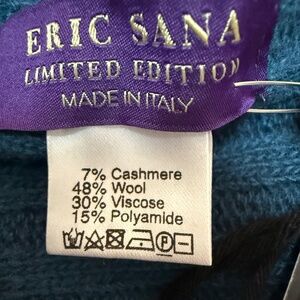 ERIC SANA
LIMITED EDITION
MADE IN ITALY
7% Cashmere
48% Wool
30% Viscose
15% Polyamide
P